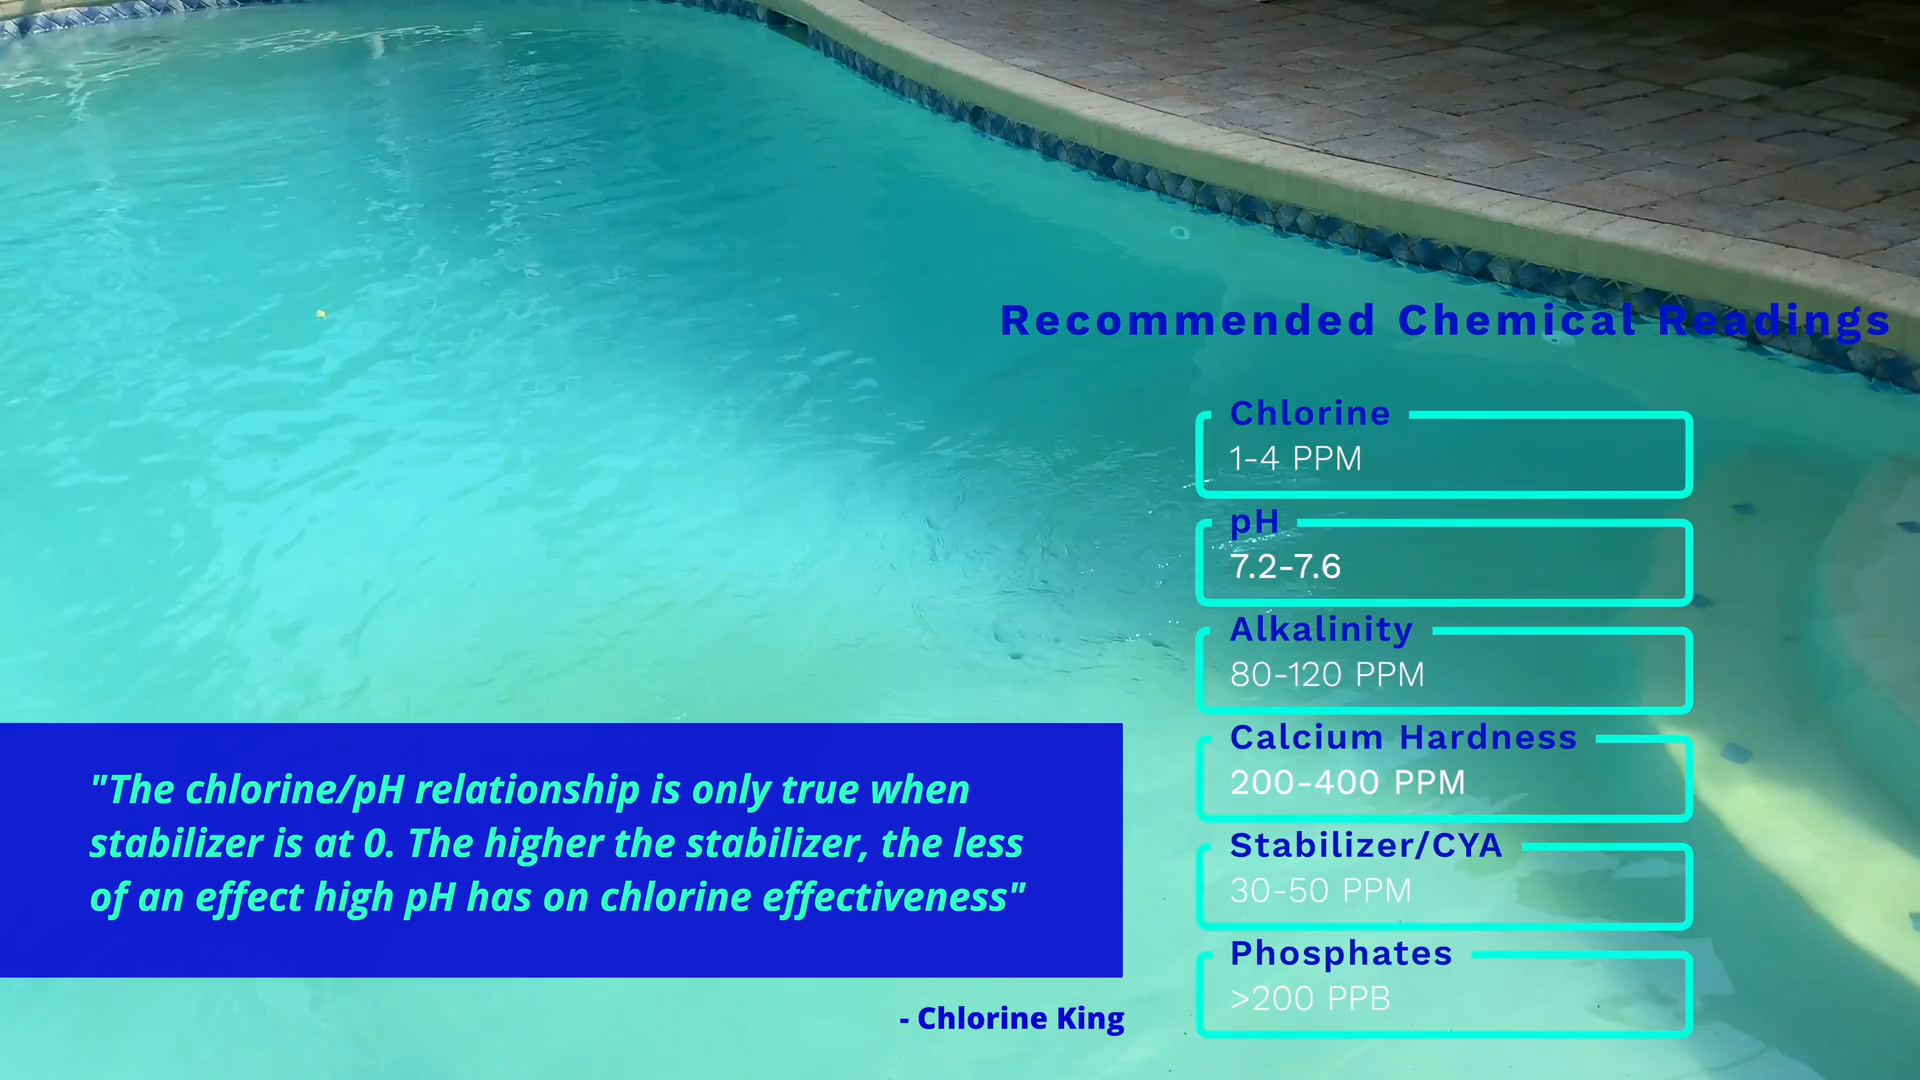 Recommended Chemical Readings
Chlorine
1-4 PPM
pH
7.2-7.6
Alkalinity
80-120 PPM
Calcium Hardness
200-400 PPM
Stabilizer/CYA
30-50 PPM
Phosphates
>200 PPB
"The chlorine/pH relationship is only true when
stabilizer is at 0. The higher the stabilizer, the less
of an effect high pH has on chlorine effectiveness"
- Chlorine King